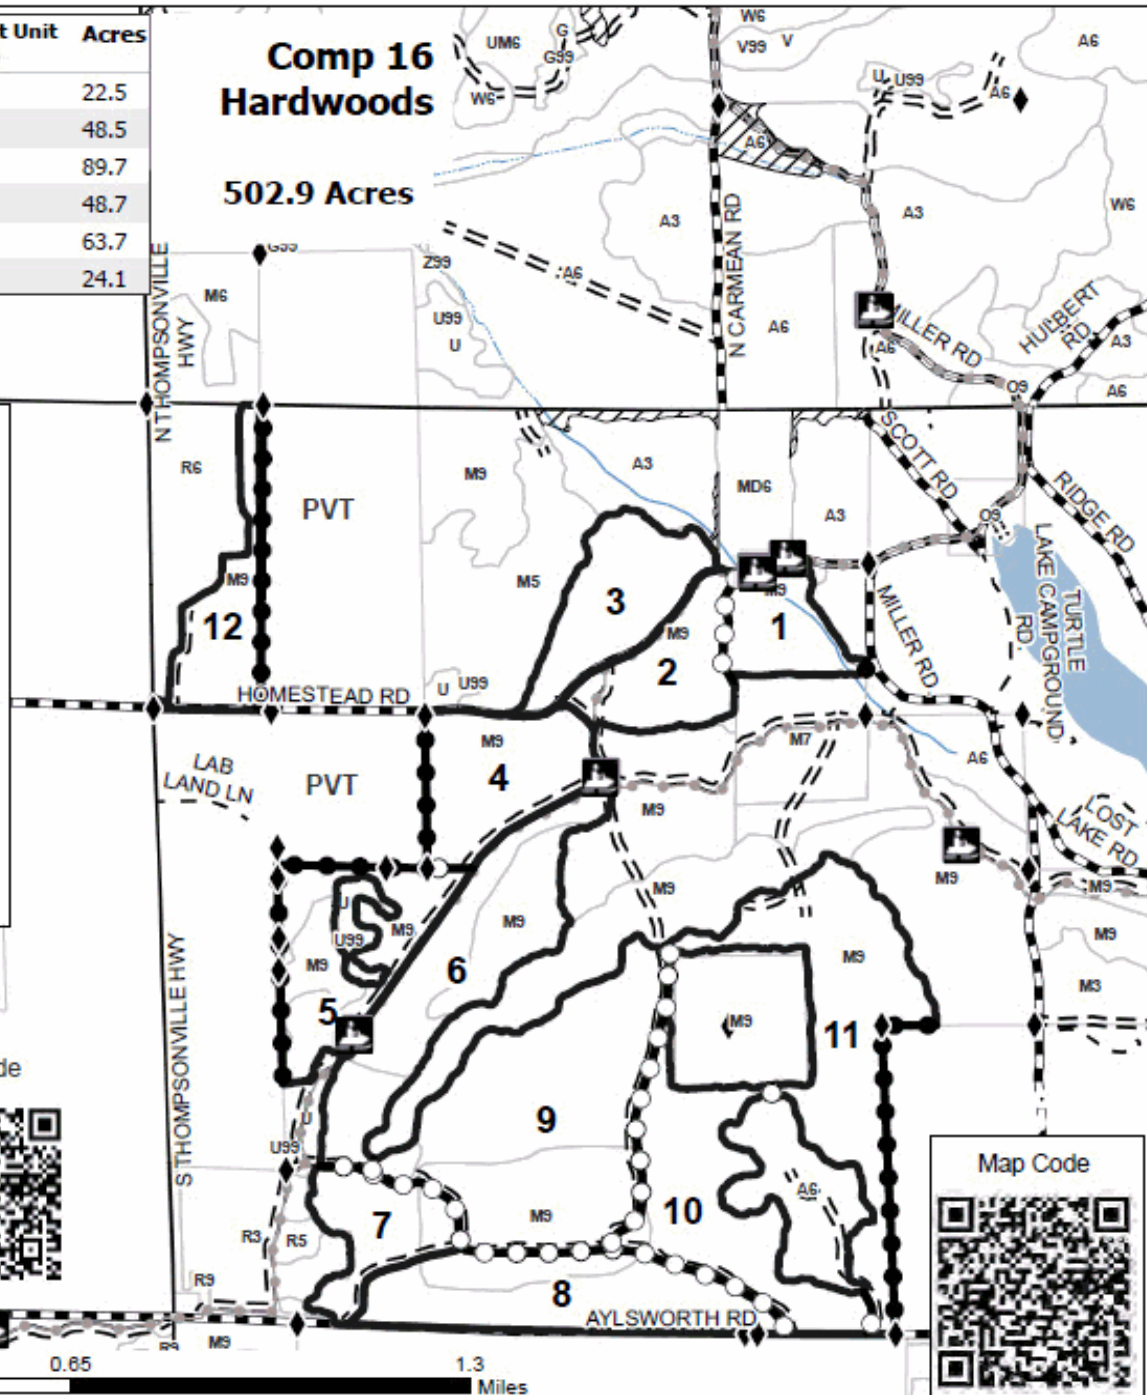 t Unit Acres
22.5
48.5
89.7
48.7
63.7
24.1
Comp 16
Hardwoods
502.9 Acres
W6
V99 V
A6
UM6
G
G99
W6
U U99
A6
A6
A3
A3
W6
N CARMEAN RD
G99
Z99
A6
M6
U99
U
A6
N THOMPSONVILLE
HWY
MILLER RD
A6
HULBERT
RD
A3
A6
O9
SCOTT RD
RIDGE RD
R6
PVT
M9
A3
MD6
A3
O9
M5
M9
12
3
M9
1
M9
2
MILLER RD
TURTLE
LAKE CAMPGROUND
RD
U U99
HOMESTEAD RD
LAB
LAND LN
PVT
M9
4
M7
A6
M9
LOST
LAKE RD
M9
M9
M9
U
U99
M9
M9
M9
6
M9
M9
M3
5
M9
11
S THOMPSONVILLE HWY
de
U
U99
9
Map Code
A6
7
M9
10
R3
R5
R9
8
AYLSWORTH RD
M9
0.65
1.3
Miles